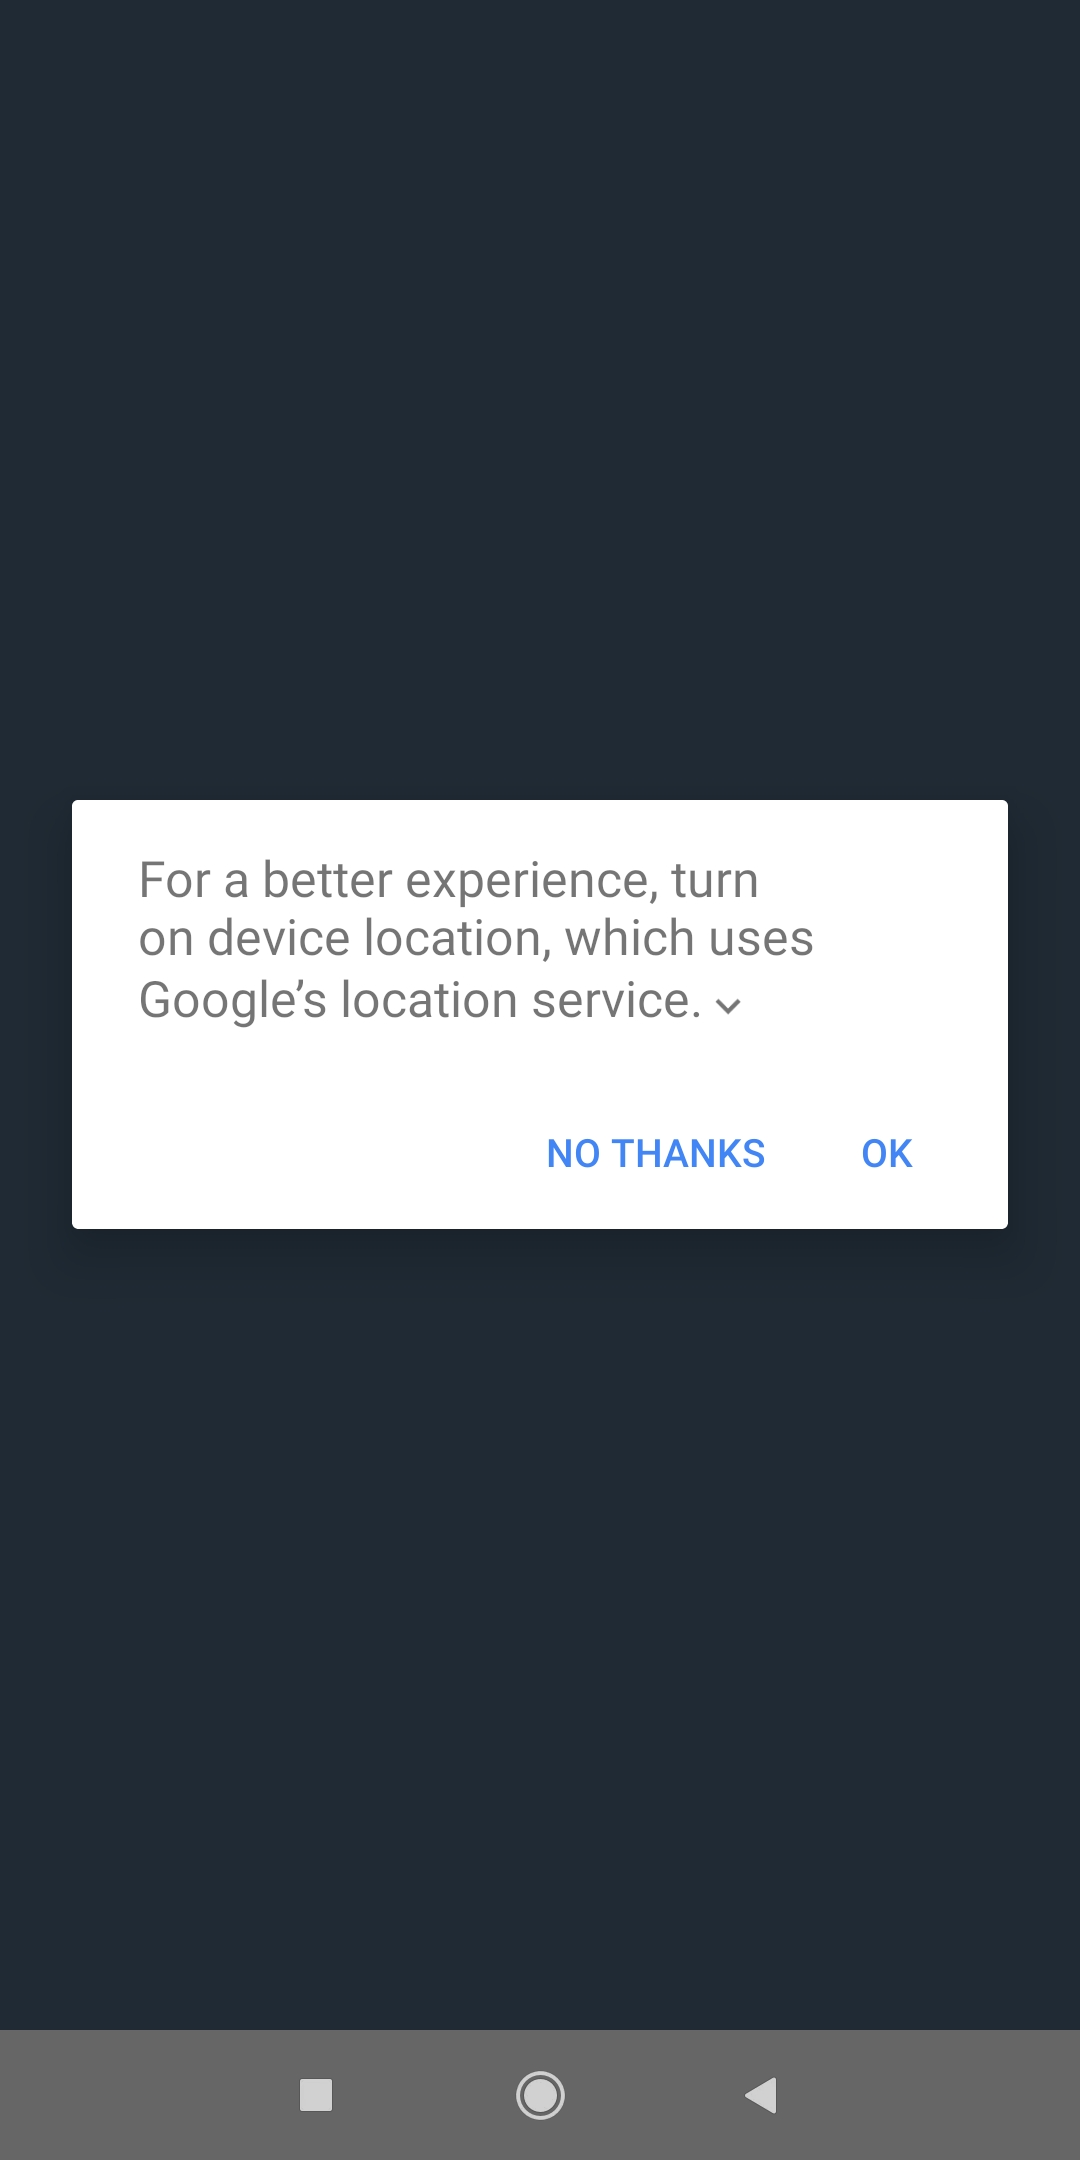 For a better experience, turn
on device location, which uses
Google’s location service.
NO THANKS OK